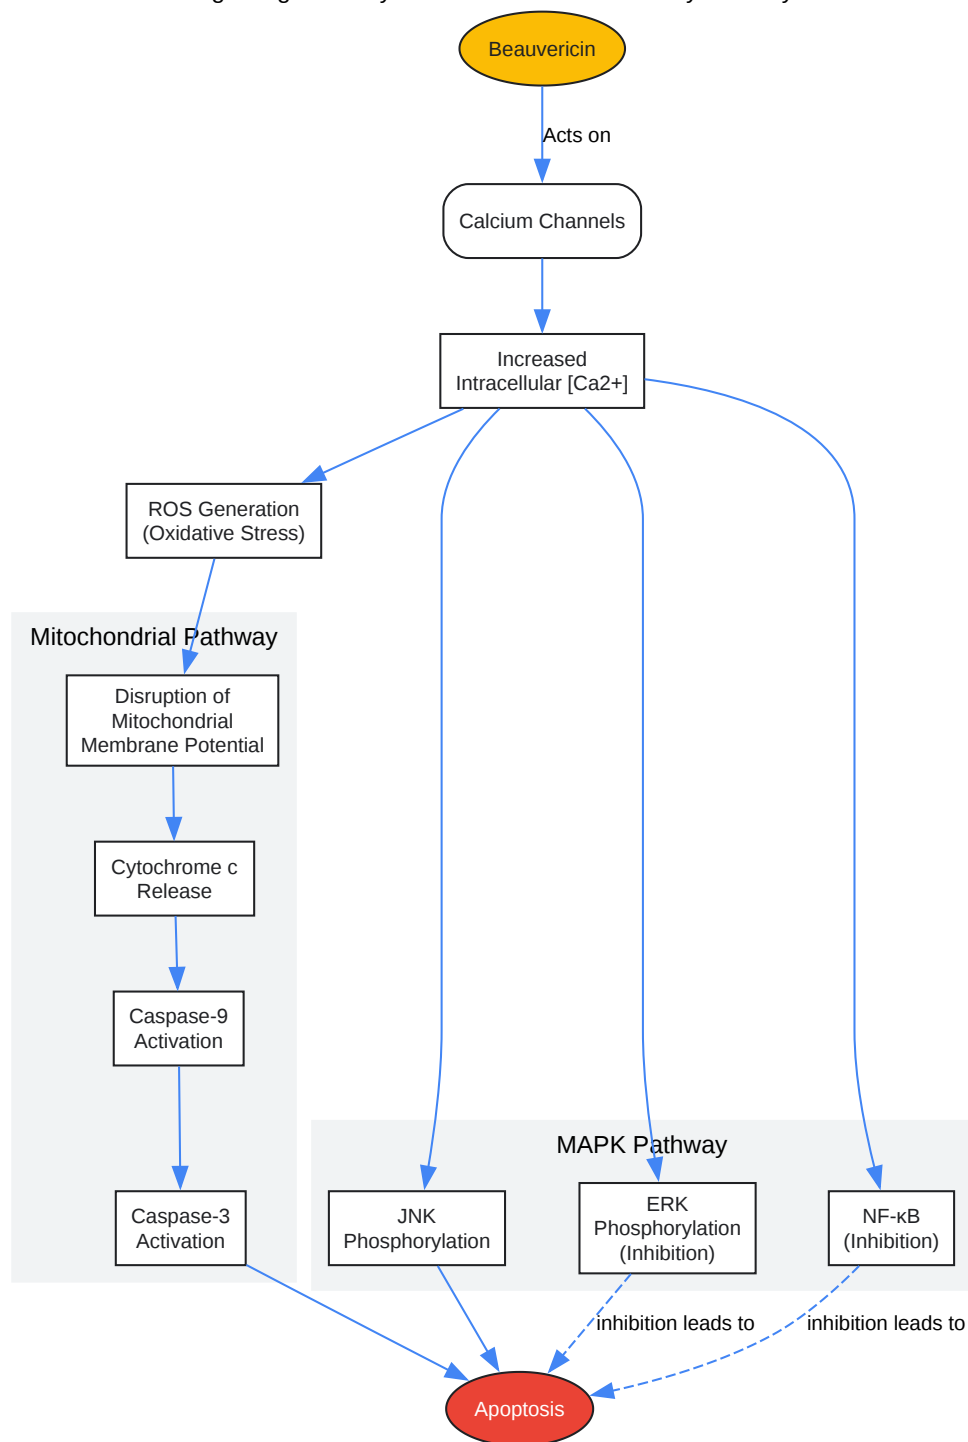 Beauvericin
Acts on
Calcium Channels
Increased
Intracellular [Ca2+]
ROS Generation
(Oxidative Stress)
Mitochondrial Pathway
Disruption of
Mitochondrial
Membrane Potential
Cytochrome c
Release
Caspase-9
Activation
Caspase-3
Activation
MAPK Pathway
JNK
Phosphorylation
ERK
Phosphorylation
(Inhibition)
NF-κB
(Inhibition)
inhibition leads to
inhibition leads to
Apoptosis